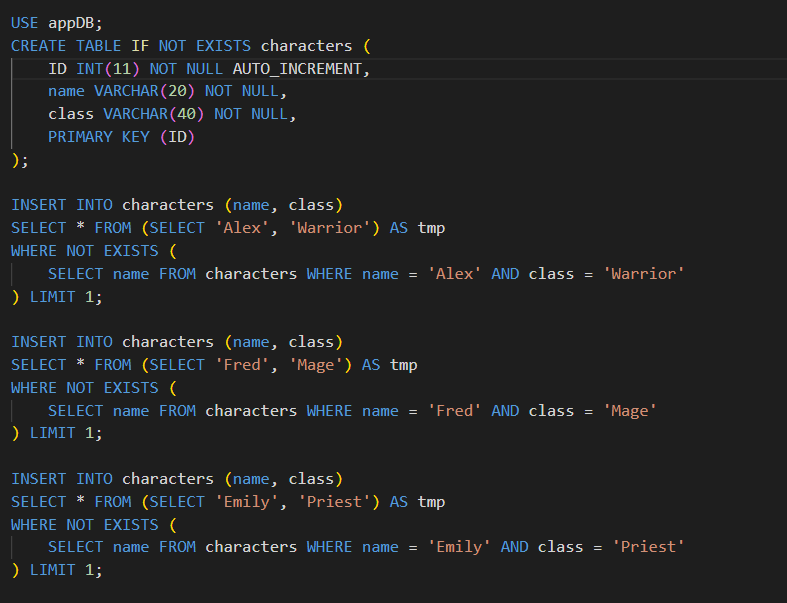 USE appDB;
CREATE TABLE IF NOT EXISTS characters (
    ID INT(11) NOT NULL AUTO_INCREMENT,
    name VARCHAR(20) NOT NULL,
    class VARCHAR(40) NOT NULL,
    PRIMARY KEY (ID)
);

INSERT INTO characters (name, class)
SELECT * FROM (SELECT 'Alex', 'Warrior') AS tmp
WHERE NOT EXISTS (
    SELECT name FROM characters WHERE name = 'Alex' AND class = 'Warrior'
) LIMIT 1;

INSERT INTO characters (name, class)
SELECT * FROM (SELECT 'Fred', 'Mage') AS tmp
WHERE NOT EXISTS (
    SELECT name FROM characters WHERE name = 'Fred' AND class = 'Mage'
) LIMIT 1;

INSERT INTO characters (name, class)
SELECT * FROM (SELECT 'Emily', 'Priest') AS tmp
WHERE NOT EXISTS (
    SELECT name FROM characters WHERE name = 'Emily' AND class = 'Priest'
) LIMIT 1;